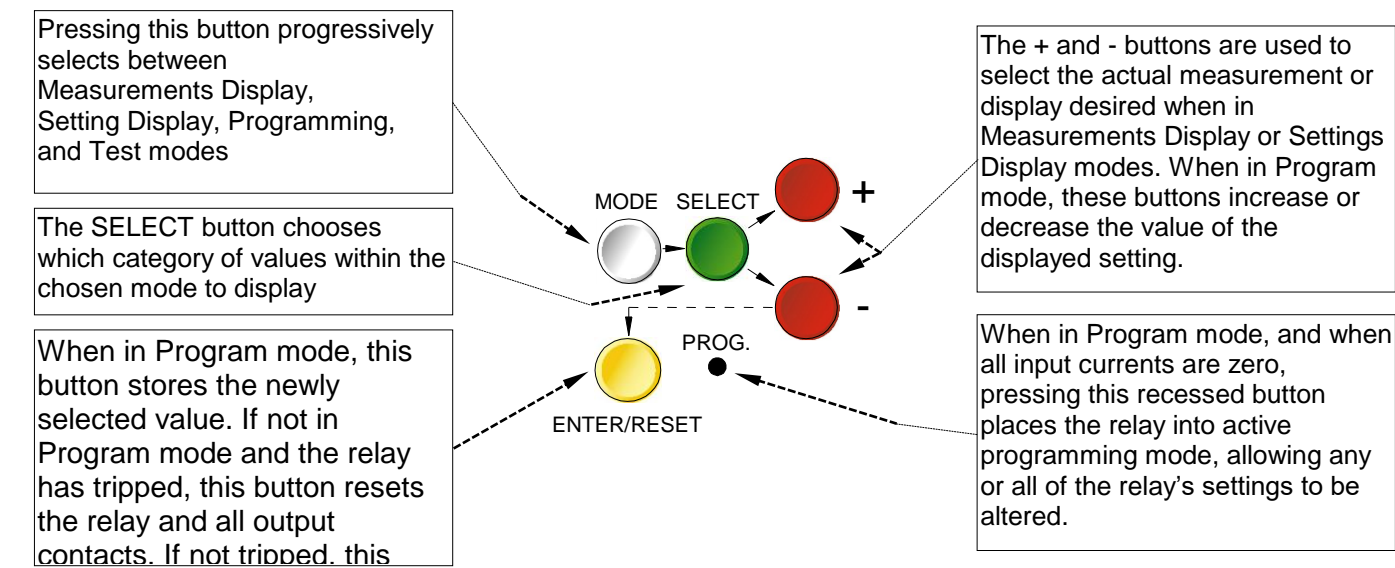 Pressing this button progressively
selects between
Measurements Display,
Setting Display, Programming,
and Test modes
The SELECT button chooses
which category of values within the
chosen mode to display
When in Program mode, this
button stores the newly
selected value. If not in
Program mode and the relay
has tripped, this button resets
the relay and all output
contacts. If not tripped, this
MODE SELECT
+
-
PROG.
ENTER/RESET
The + and - buttons are used to
select the actual measurement or
display desired when in
Measurements Display or Settings
Display modes. When in Program
mode, these buttons increase or
decrease the value of the
displayed setting.
When in Program mode, and when
all input currents are zero,
pressing this recessed button
places the relay into active
programming mode, allowing any
or all of the relay's settings to be
altered.